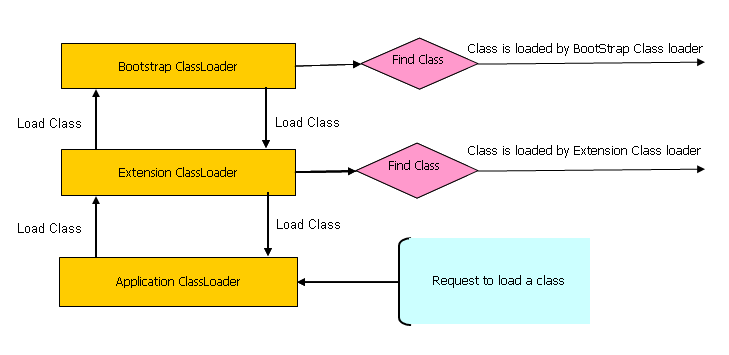 Class is loaded by BootStrap Class loader
Bootstrap ClassLoader
Find Class
Load Class
Load Class
Class is loaded by Extension Class loader
Extension ClassLoader
Find Class
Load Class
Load Class
Application ClassLoader
Request to load a class